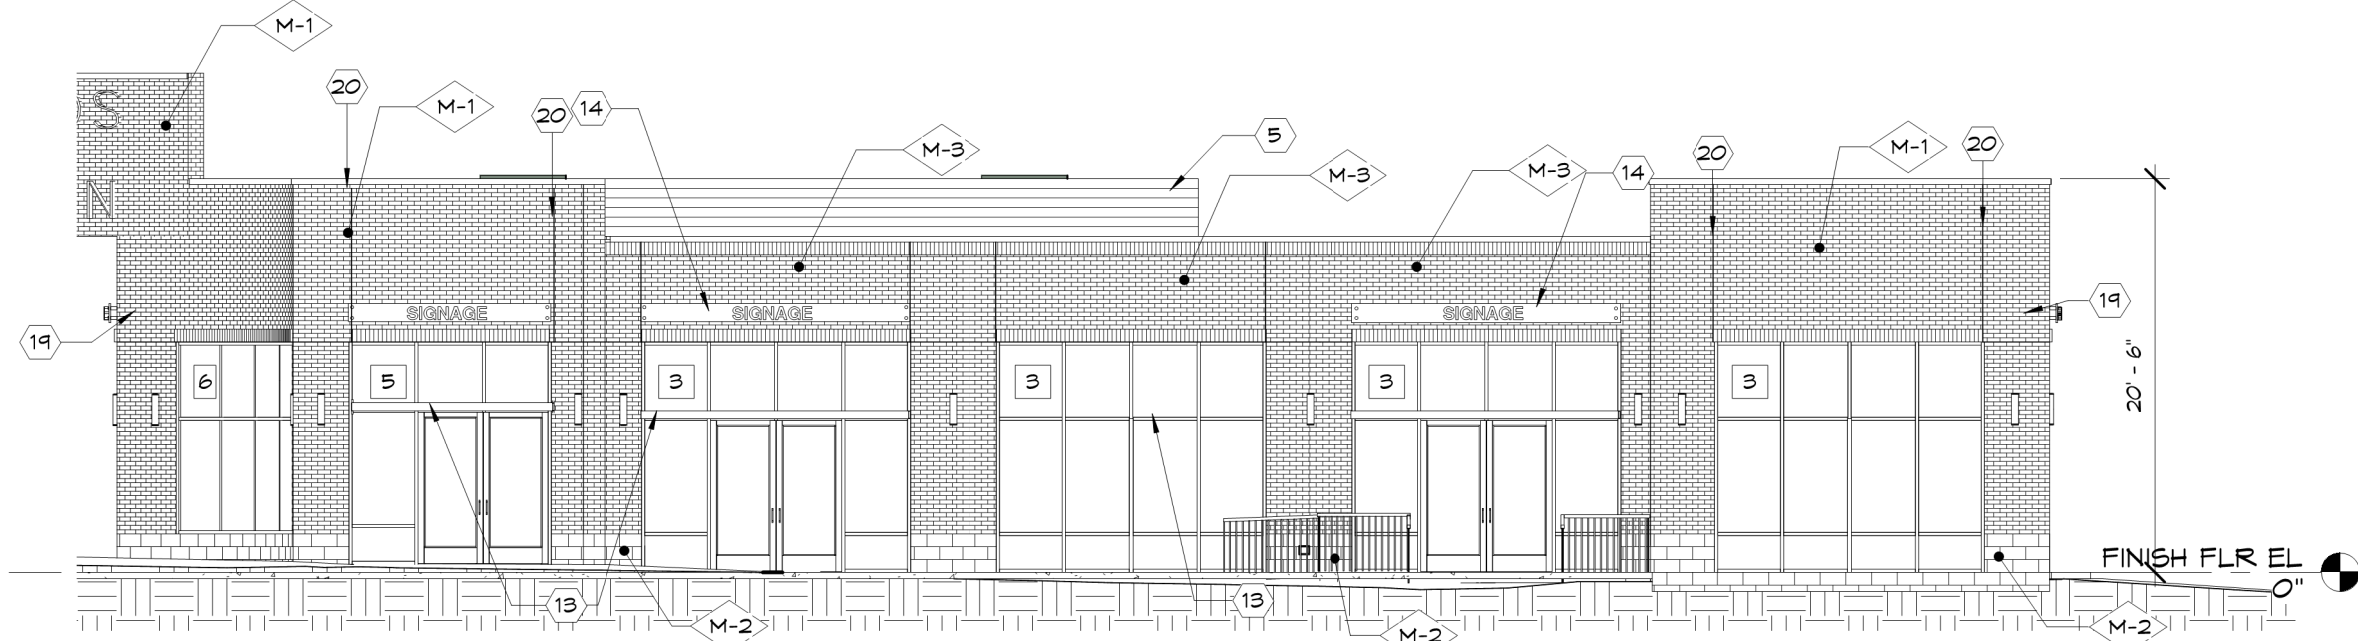 M-1
20
M-1
20
14
M-3
5
M-3
M-3
14
20
M-1
20
S
N
19
SIGNAGE
SIGNAGE
SIGNAGE
19
6
5
3
3
3
3
20' - 6"
FINISH FLR EL
0"
13
13
M-2
M-2
M-2